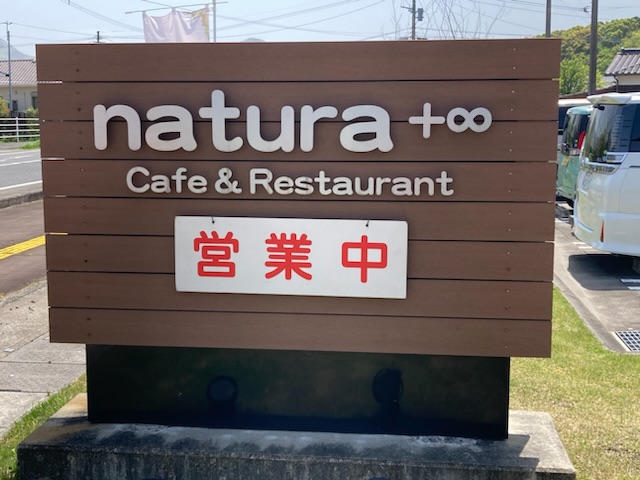 natura+∞
Cafe & Restaurant
営業中